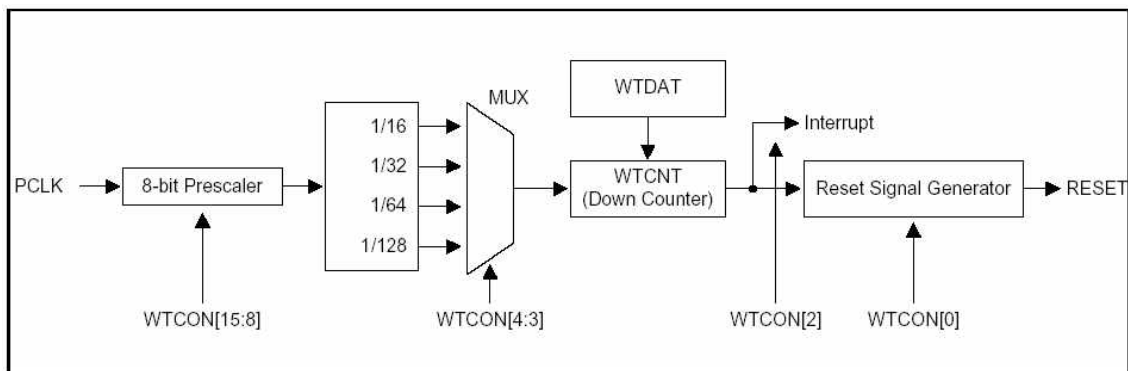 MUX
WTDAT
1/16
Interrupt
1/32
PCLK
8-bit Prescaler
WTCNT
(Down Counter)
Reset Signal Generator
RESET
1/64
1/128
WTCON[15:8]
WTCON[4:3]
WTCON[2]
WTCON[0]